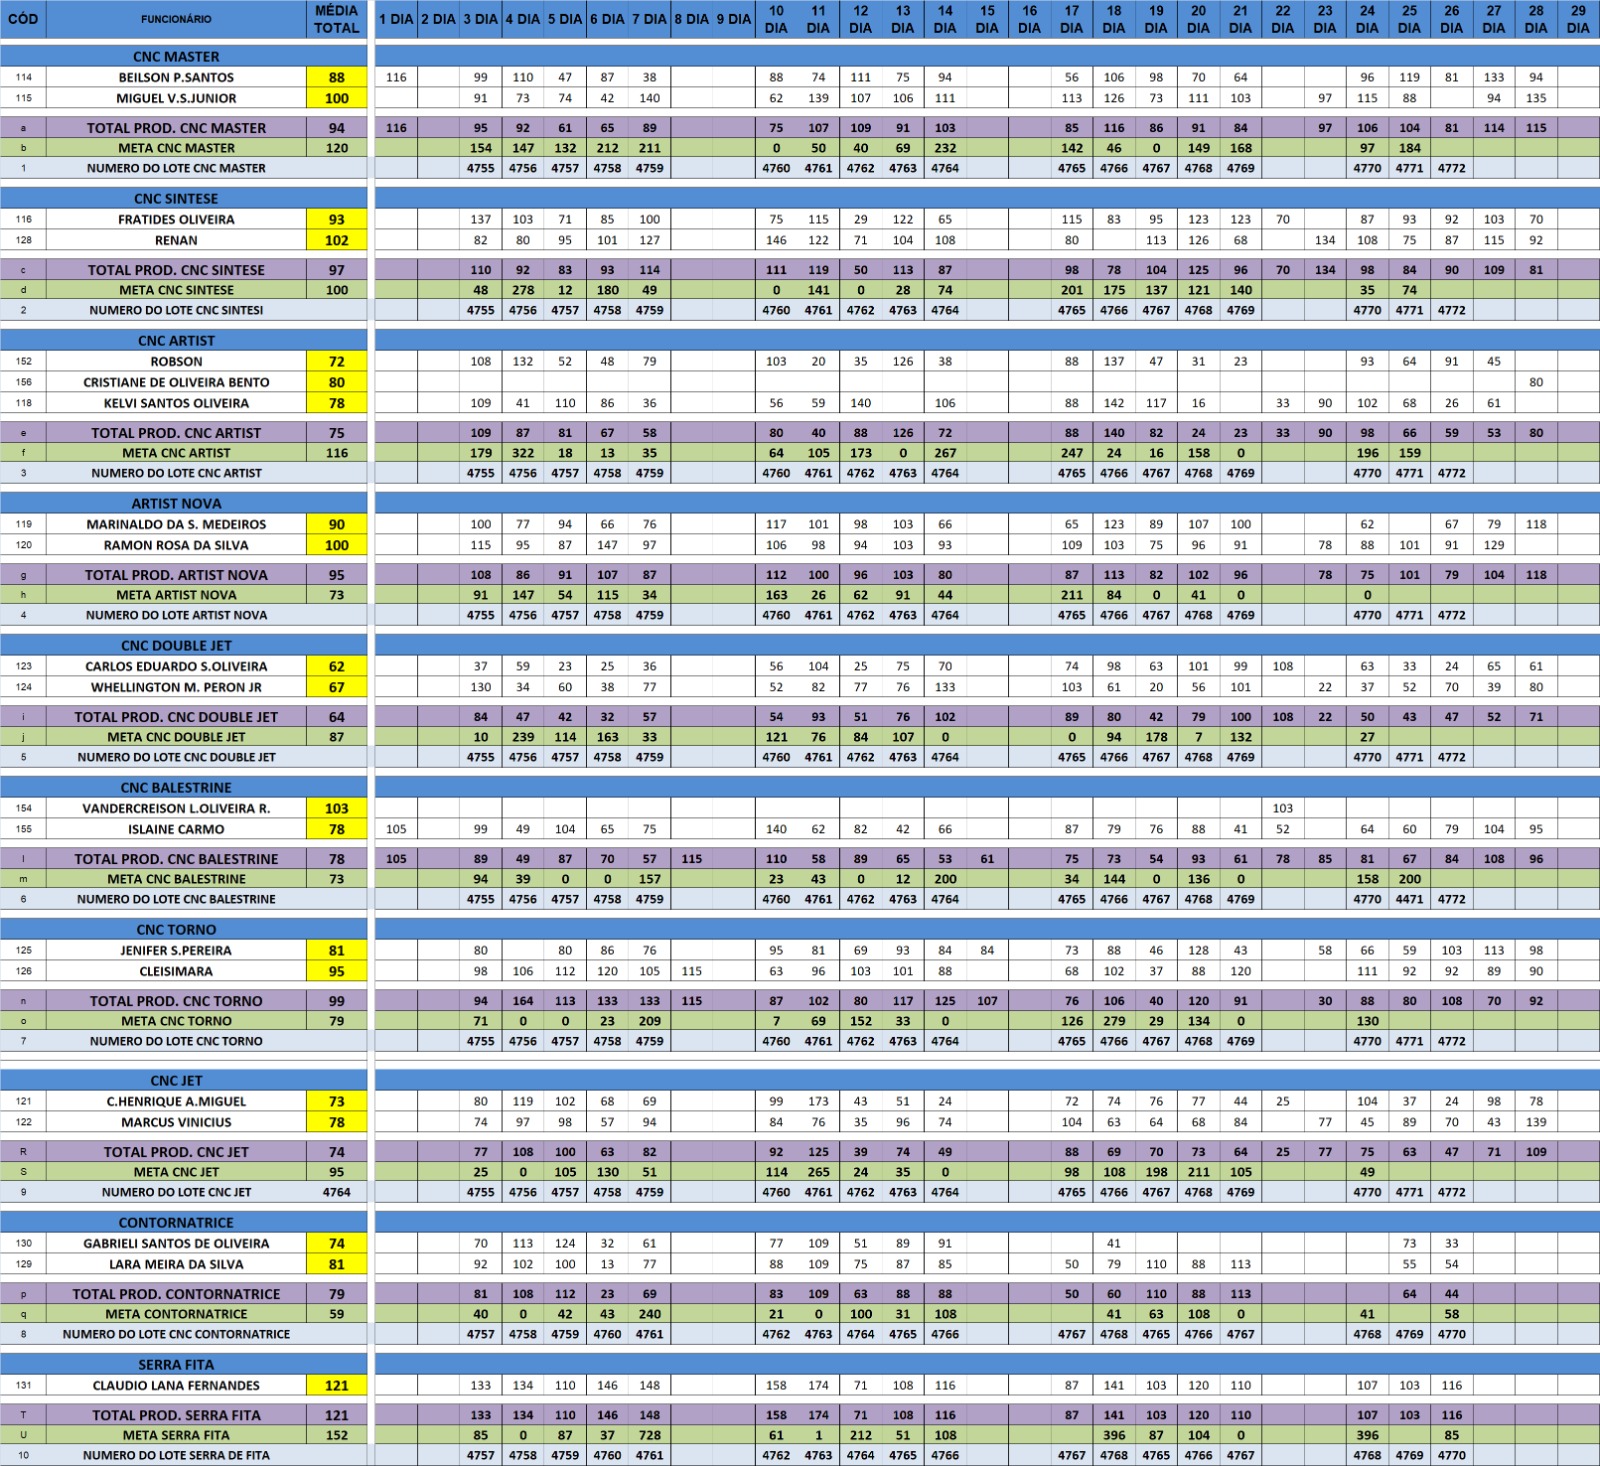 CÓD FUNCIONÁRIO MÉDIA TOTAL 1 DIA 2 DIA 3 DIA 4 DIA 5 DIA 6 DIA 7 DIA 8 DIA 9 DIA 10 DIA 11 DIA 12 DIA 13 DIA 14 DIA 15 DIA 16 DIA 17 DIA 18 DIA 19 DIA 20 DIA 21 DIA 22 DIA 23 DIA 24 DIA 25 DIA 26 DIA 27 DIA 28 DIA 29 DIA
CNC MASTER
114 BEILSON P.SANTOS 88 116 99 110 47 87 38 88 74 111 75 94 56 106 98 70 64 96 119 81 133 94
115 MIGUEL V.S.JUNIOR 100 91 73 74 42 140 62 139 107 106 111 113 126 73 111 103 97 115 88 94 135
a TOTAL PROD. CNC MASTER 94 116 95 92 61 65 89 75 107 109 91 103 85 116 86 91 84 97 106 104 81 114 115
b META CNC MASTER 120 154 147 132 212 211 0 50 40 69 232 142 46 0 149 168 97 184
1 NUMERO DO LOTE CNC MASTER 4755 4756 4757 4758 4759 4760 4761 4762 4763 4764 4765 4766 4767 4768 4769 4770 4771 4772
CNC SINTESE
116 FRATIDES OLIVEIRA 93 137 103 71 85 100 75 115 29 122 65 115 83 95 123 123 70 87 93 92 103 70
128 RENAN 102 82 80 95 101 127 146 122 71 104 108 80 113 126 68 134 108 75 87 115 92
c TOTAL PROD. CNC SINTESE 97 110 92 83 93 114 111 119 50 113 87 98 78 104 125 96 70 134 98 84 90 109 81
d META CNC SINTESE 100 48 278 12 180 49 0 141 0 28 74 201 175 137 121 140 35 74
2 NUMERO DO LOTE CNC SINTESI 4755 4756 4757 4758 4759 4760 4761 4762 4763 4764 4765 4766 4767 4768 4769 4770 4771 4772
CNC ARTIST
152 ROBSON 72 108 132 52 48 79 103 20 35 126 38 88 137 47 31 23 93 64 91 45
156 CRISTIANE DE OLIVEIRA BENTO 80 80
118 KELVI SANTOS OLIVEIRA 78 109 41 110 86 36 56 59 140 106 88 142 117 16 33 90 102 68 26 61
e TOTAL PROD. CNC ARTIST 75 109 87 81 67 58 80 40 88 126 72 88 140 82 24 23 33 90 98 66 59 53 80
f META CNC ARTIST 116 179 322 18 13 35 64 105 173 0 267 247 24 16 158 0 196 159
3 NUMERO DO LOTE CNC ARTIST 4755 4756 4757 4758 4759 4760 4761 4762 4763 4764 4765 4766 4767 4768 4769 4770 4771 4772
ARTIST NOVA
119 MARINALDO DA S. MEDEIROS 90 100 77 94 66 76 117 101 98 103 66 65 123 89 107 100 62 67 79 118
120 RAMON ROSA DA SILVA 100 115 95 87 147 97 106 98 94 103 93 109 103 75 96 91 78 88 101 91 129
g TOTAL PROD. ARTIST NOVA 95 108 86 91 107 87 112 100 96 103 80 87 113 82 102 96 78 75 101 79 104 118
h META ARTIST NOVA 73 91 147 54 115 34 163 26 62 91 44 211 84 0 41 0 0
4 NUMERO DO LOTE ARTIST NOVA 4755 4756 4757 4758 4759 4760 4761 4762 4763 4764 4765 4766 4767 4768 4769 4770 4771 4772
CNC DOUBLE JET
123 CARLOS EDUARDO S.OLIVEIRA 62 37 59 23 25 36 56 104 25 75 70 74 98 63 101 99 108 63 33 24 65 61
124 WHELLINGTON M. PERON JR 67 130 34 60 38 77 52 82 77 76 133 103 61 20 56 101 22 37 52 70 39 80
i TOTAL PROD. CNC DOUBLE JET 64 84 47 42 32 57 54 93 51 76 102 89 80 42 79 100 108 22 50 43 47 52 71
j META CNC DOUBLE JET 87 10 239 114 163 33 121 76 84 107 0 0 94 178 7 132 27
5 NUMERO DO LOTE CNC DOUBLE JET 4755 4756 4757 4758 4759 4760 4761 4762 4763 4764 4765 4766 4767 4768 4769 4770 4771 4772
CNC BALESTRINE
154 VANDERCREISON L.OLIVEIRA R. 103 103
155 ISLAINE CARMO 78 105 99 49 104 65 75 140 62 82 42 66 87 79 76 88 41 52 64 60 79 104 95
l TOTAL PROD. CNC BALESTRINE 78 105 89 49 87 70 57 115 110 58 89 65 53 61 75 73 54 93 61 78 85 81 67 84 108 96
m META CNC BALESTRINE 73 94 39 0 0 157 23 43 0 12 200 34 144 0 136 0 158 200
6 NUMERO DO LOTE CNC BALESTRINE 4755 4756 4757 4758 4759 4760 4761 4762 4763 4764 4765 4766 4767 4768 4769 4770 4471 4772
CNC TORNO
125 JENIFER S.PEREIRA 81 80 80 86 76 95 81 69 93 84 84 73 88 46 128 43 58 66 59 103 113 98
126 CLEISIMARA 95 98 106 112 120 105 115 63 96 103 101 88 68 102 37 88 120 111 92 92 89 90
n TOTAL PROD. CNC TORNO 99 94 164 113 133 133 115 87 102 80 117 125 107 76 106 40 120 91 30 88 80 108 70 92
o META CNC TORNO 79 71 0 0 23 209 7 69 152 33 0 126 279 29 134 0 130
7 NUMERO DO LOTE CNC TORNO 4755 4756 4757 4758 4759 4760 4761 4762 4763 4764 4765 4766 4767 4768 4769 4770 4771 4772
CNC JET
121 C.HENRIQUE A.MIGUEL 73 80 119 102 68 69 99 173 43 51 24 72 74 76 77 44 25 104 37 24 98 78
122 MARCUS VINICIUS 78 74 97 98 57 94 84 76 35 96 74 104 63 64 68 84 77 45 89 70 43 139
R TOTAL PROD. CNC JET 74 77 108 100 63 82 92 125 39 74 49 88 69 70 73 64 25 77 75 63 47 71 109
S META CNC JET 95 25 0 105 130 51 114 265 24 35 0 98 108 198 211 105 49
9 NUMERO DO LOTE CNC JET 4764 4755 4756 4757 4758 4759 4760 4761 4762 4763 4764 4765 4766 4767 4768 4769 4770 4771 4772
CONTORNATRICE
130 GABRIELI SANTOS DE OLIVEIRA 74 70 113 124 32 61 77 109 51 89 91 41 73 33
129 LARA MEIRA DA SILVA 81 92 102 100 13 77 88 109 75 87 85 50 79 110 88 113 55 54
p TOTAL PROD. CONTORNATRICE 79 81 108 112 23 69 83 109 63 88 88 50 60 110 88 113 64 44
q META CONTORNATRICE 59 40 0 42 43 240 21 0 100 31 108 41 63 108 0 41 58
8 NUMERO DO LOTE CNC CONTORNATRICE 4757 4758 4759 4760 4761 4762 4763 4764 4765 4766 4767 4768 4765 4766 4767 4768 4769 4770
SERRA FITA
131 CLAUDIO LANA FERNANDES 121 133 134 110 146 148 158 174 71 108 116 87 141 103 120 110 107 103 116
T TOTAL PROD. SERRA FITA 121 133 134 110 146 148 158 174 71 108 116 87 141 103 120 110 107 103 116
U META SERRA FITA 152 85 0 87 37 728 61 1 212 51 108 396 87 104 0 396 85
10 NUMERO DO LOTE SERRA DE FITA 4757 4758 4759 4760 4761 4762 4763 4764 4765 4766 4767 4768 4765 4766 4767 4768 4769 4770